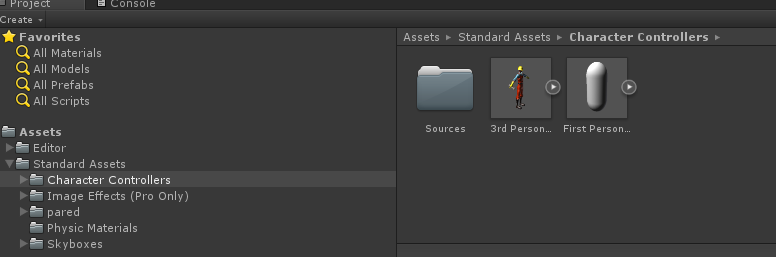 Project
Console
Create
Favorites
All Materials
All Models
All Prefabs
All Scripts
Assets
Editor
Standard Assets
Character Controllers
Image Effects (Pro Only)
pared
Physic Materials
Skyboxes
Assets ▸ Standard Assets ▸ Character Controllers ▸
Sources
3rd Person...
First Person...